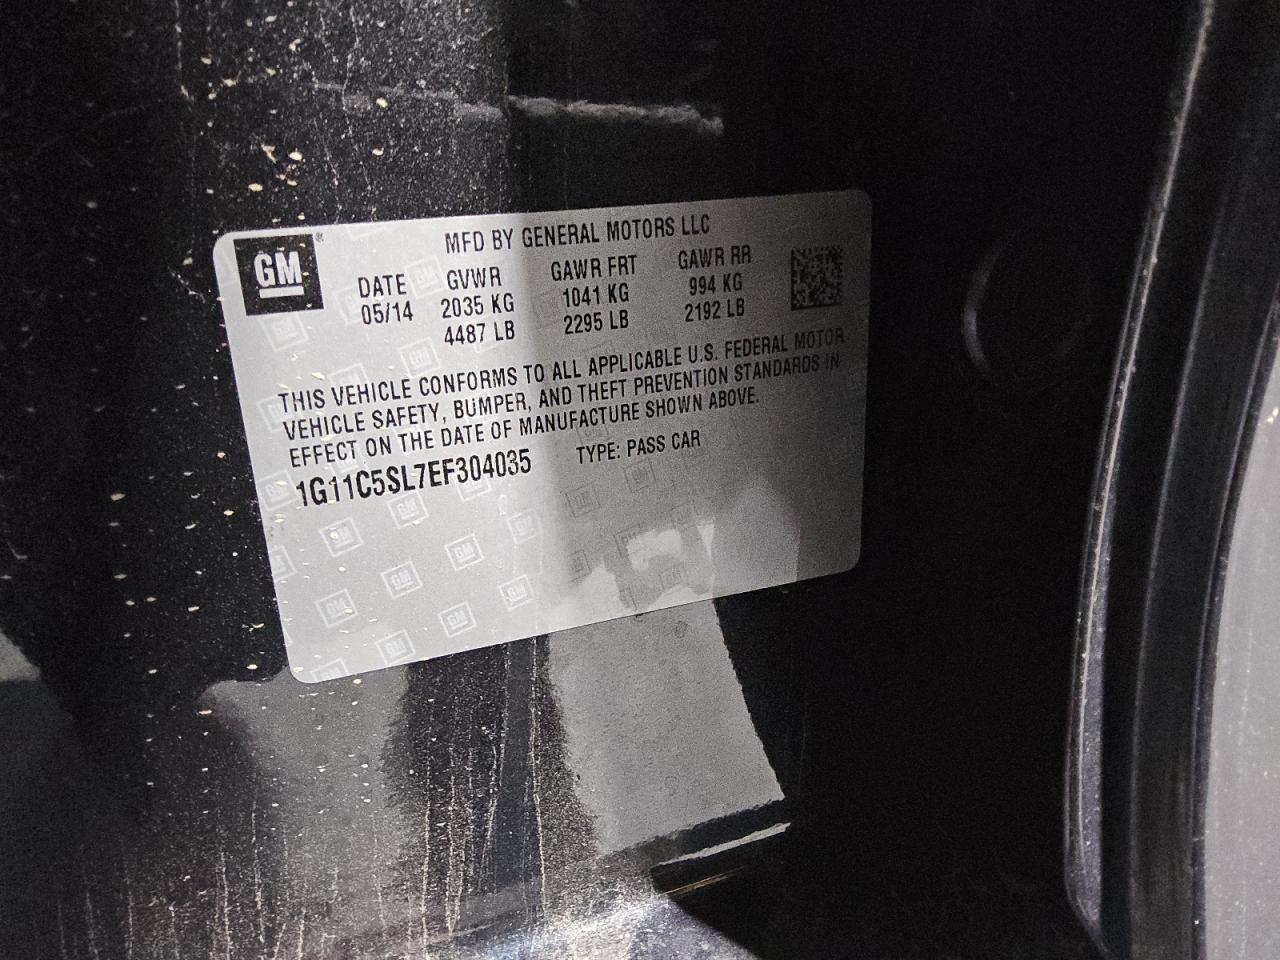 GM®
MFD BY GENERAL MOTORS LLC
DATE GVWR GAWR FRT GAWR RR
05/14 2035 KG 1041 KG 994 KG
4487 LB 2295 LB 2192 LB
THIS VEHICLE CONFORMS TO ALL APPLICABLE U.S. FEDERAL MOTOR
VEHICLE SAFETY, BUMPER, AND THEFT PREVENTION STANDARDS IN
EFFECT ON THE DATE OF MANUFACTURE SHOWN ABOVE.
1G11C5SL7EF304035 TYPE: PASS CAR